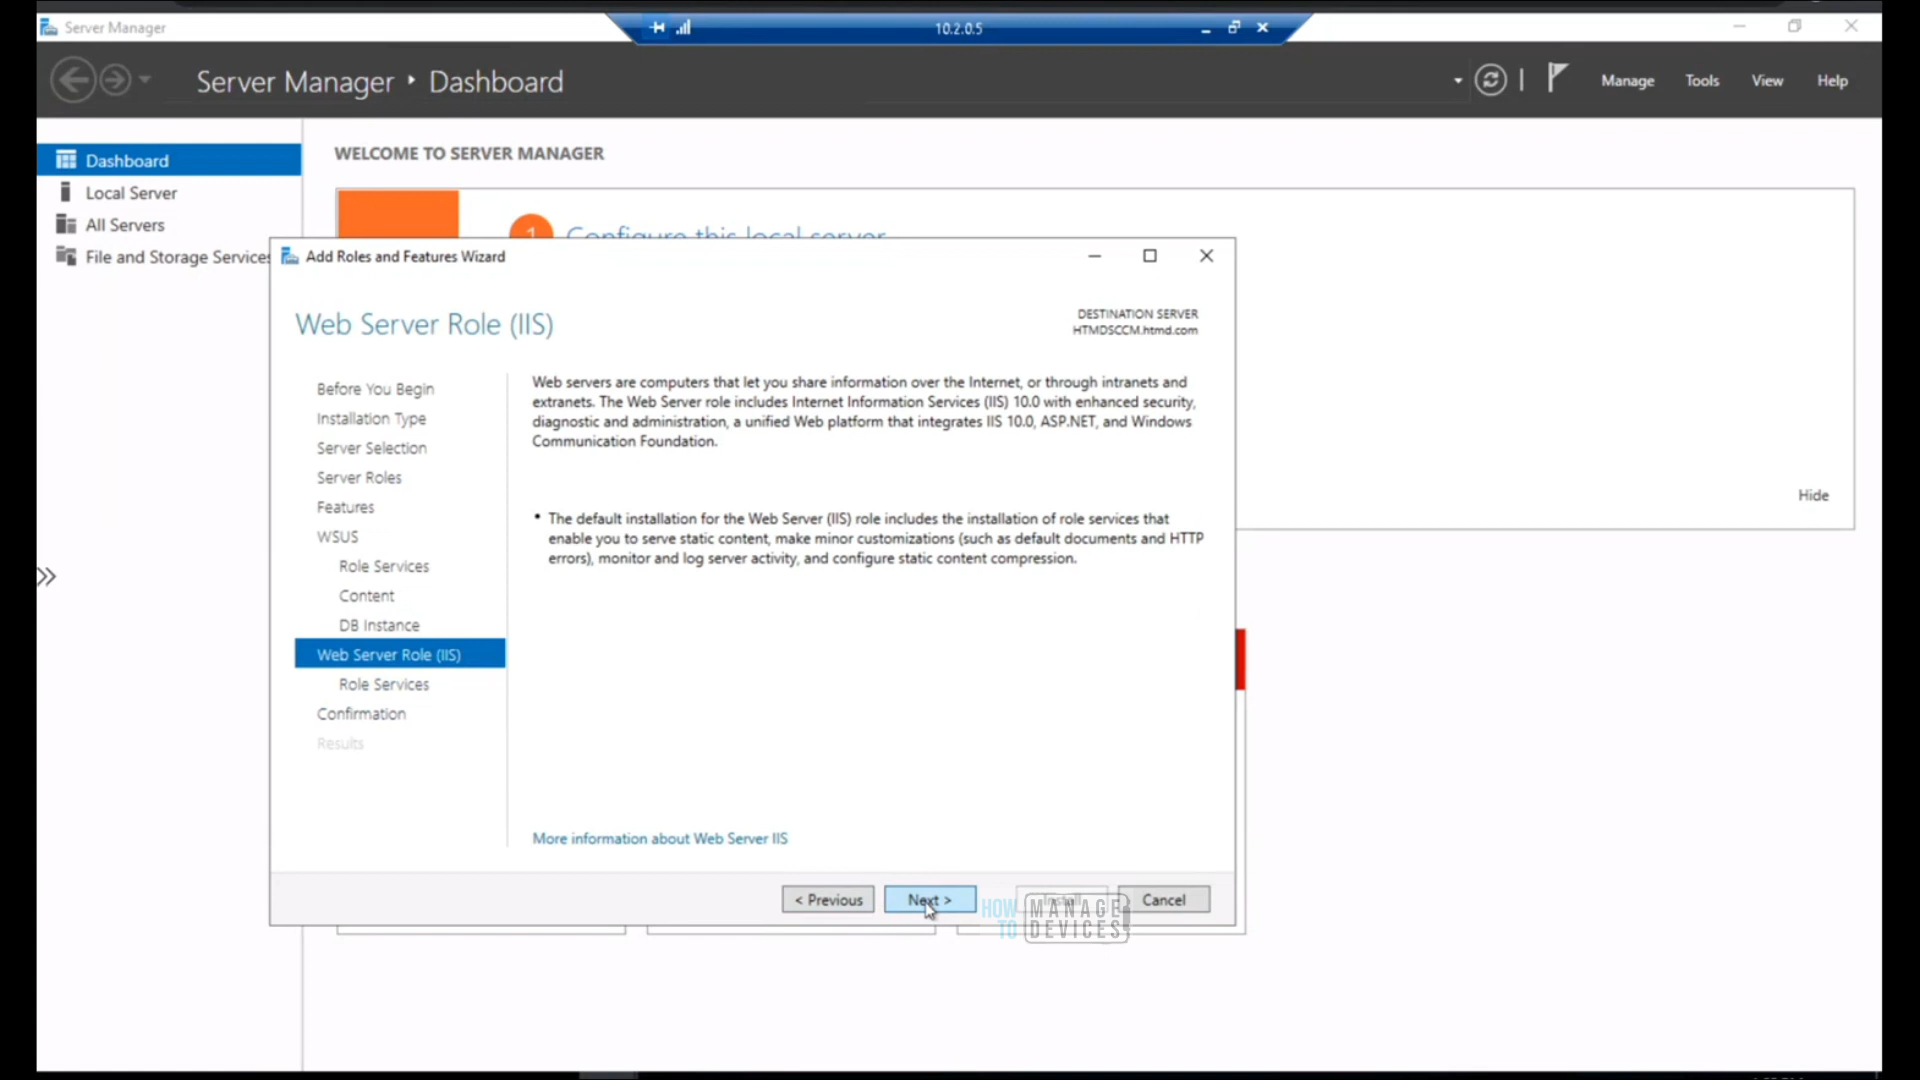 Server Manager
10.2.0.5
Server Manager ‣ Dashboard
Manage
Tools
View
Help
Dashboard
Local Server
All Servers
File and Storage Services
WELCOME TO SERVER MANAGER
1
Configure this local server
Hide
Add Roles and Features Wizard
Web Server Role (IIS)
DESTINATION SERVER
HTMDSCCM.htmd.com
Before You Begin
Installation Type
Server Selection
Server Roles
Features
WSUS
Role Services
Content
DB Instance
Web Server Role (IIS)
Role Services
Confirmation
Results
Web servers are computers that let you share information over the Internet, or through intranets and
extranets. The Web Server role includes Internet Information Services (IIS) 10.0 with enhanced security,
diagnostic and administration, a unified Web platform that integrates IIS 10.0, ASP.NET, and Windows
Communication Foundation.
• The default installation for the Web Server (IIS) role includes the installation of role services that
enable you to serve static content, make minor customizations (such as default documents and HTTP
errors), monitor and log server activity, and configure static content compression.
More information about Web Server IIS
< Previous
Next >
Cancel
HOW
TO
MANAGE
DEVICES